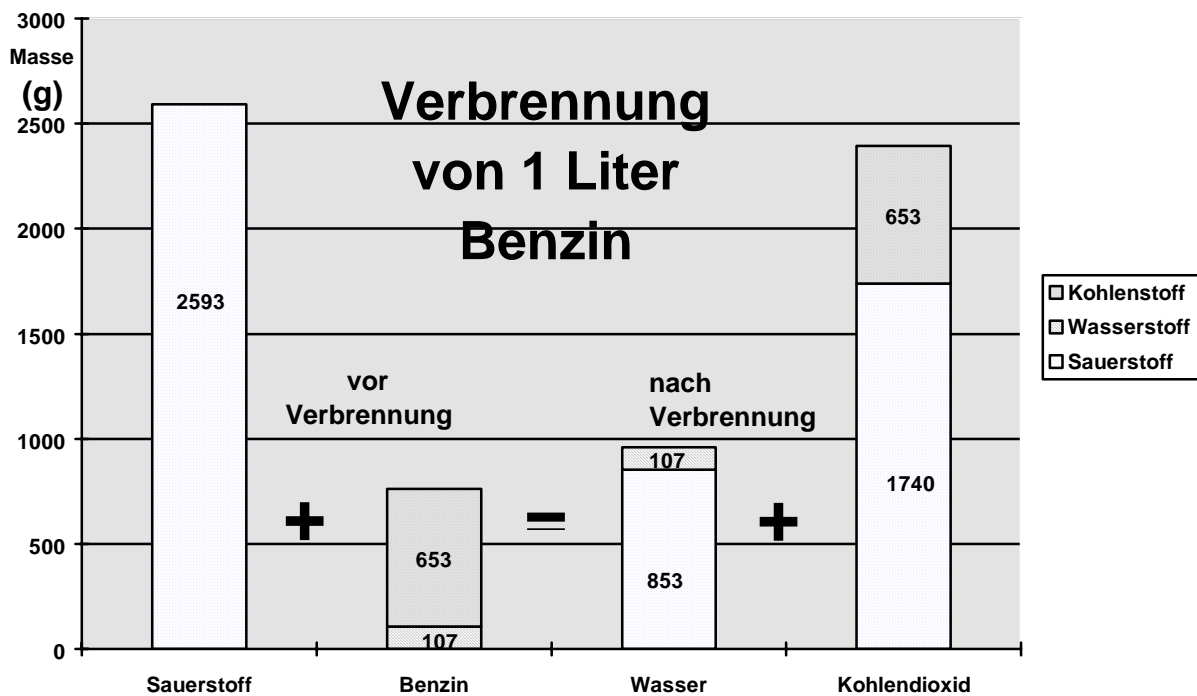 3000
Masse
(g)
2500
2000
1500
1000
500
0
Verbrennung
von 1 Liter
Benzin
2593
vor
Verbrennung
nach
Verbrennung
+
653
107
=
107
853
+
653
1740
Sauerstoff
Benzin
Wasser
Kohlendioxid
Kohlenstoff
Wasserstoff
Sauerstoff